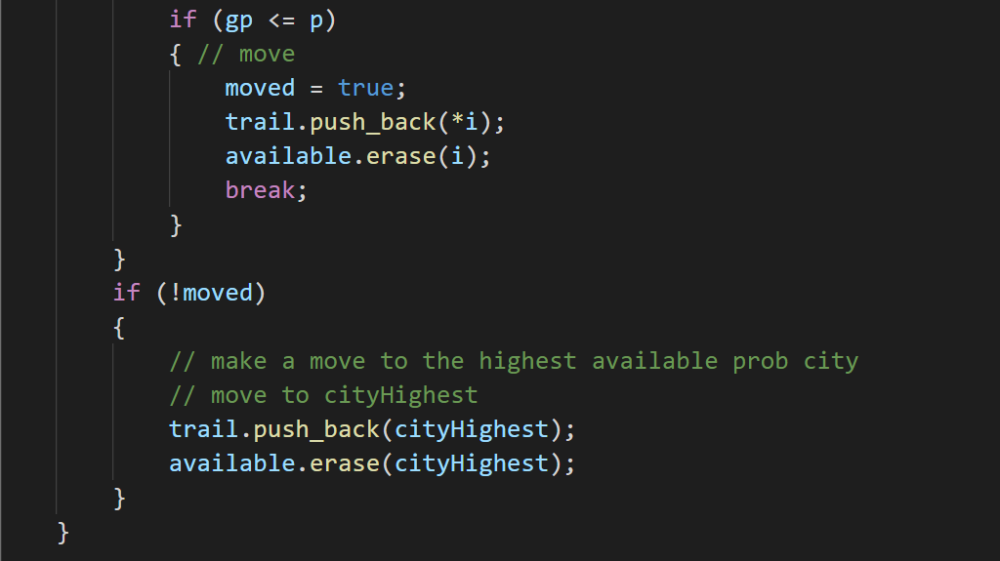 if (gp <= p)
{ // move
moved = true;
trail.push_back(*i);
available.erase(i);
break;
}
}
if (!moved)
{
// make a move to the highest available prob city
// move to cityHighest
trail.push_back(cityHighest);
available.erase(cityHighest);
}
}